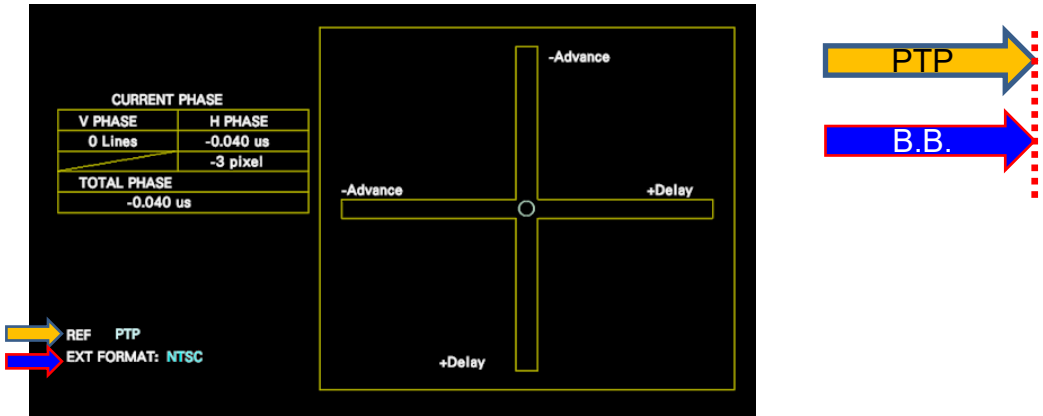 CURRENT PHASE
V PHASE H PHASE
0 Lines -0.040 us
-3 pixel
TOTAL PHASE
-0.040 us
REF PTP
EXT FORMAT: NTSC
-Advance
-Advance +Delay
+Delay
PTP
B.B.